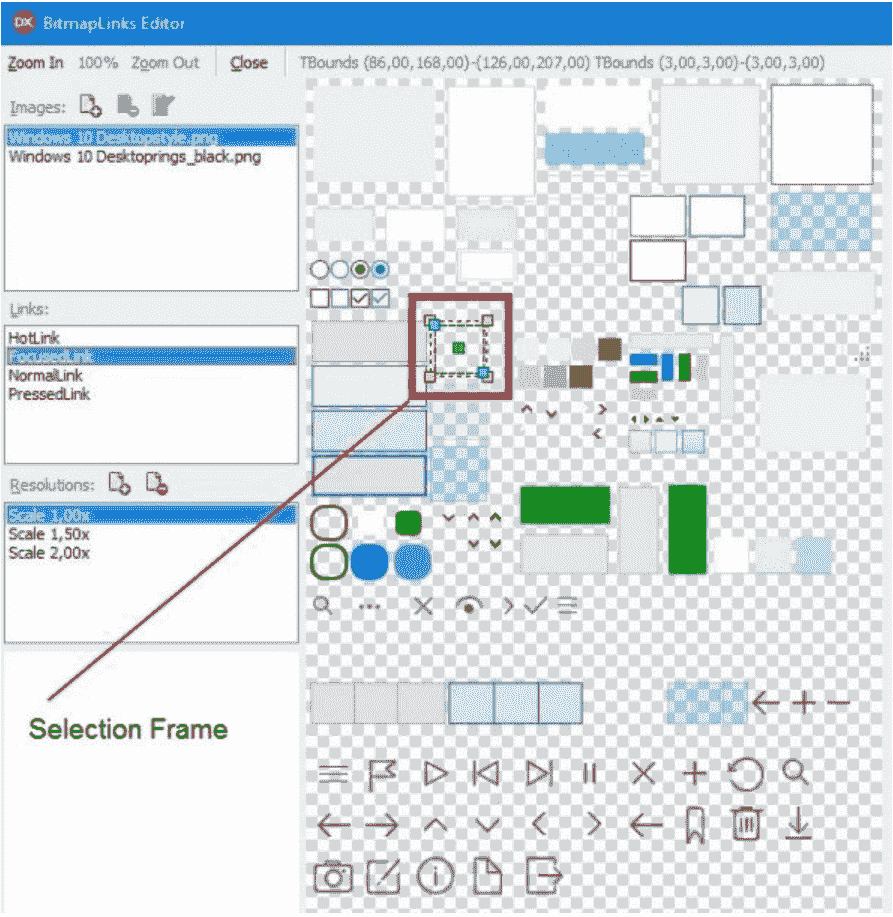 DX BitmapLinks Editor
Zoom In 100% Zoom Out Close TBounds (86,00,168,00)-(126,00,207,00) TBounds (3,00,3,00)-(3,00,3,00)
Images:
Windows 10 Desktopstyle.png
Windows 10 Desktoprings_black.png
Links:
HotLink
FocusedLink
NormalLink
PressedLink
Resolutions:
Scale 1,00x
Scale 1,50x
Scale 2,00x
Selection Frame